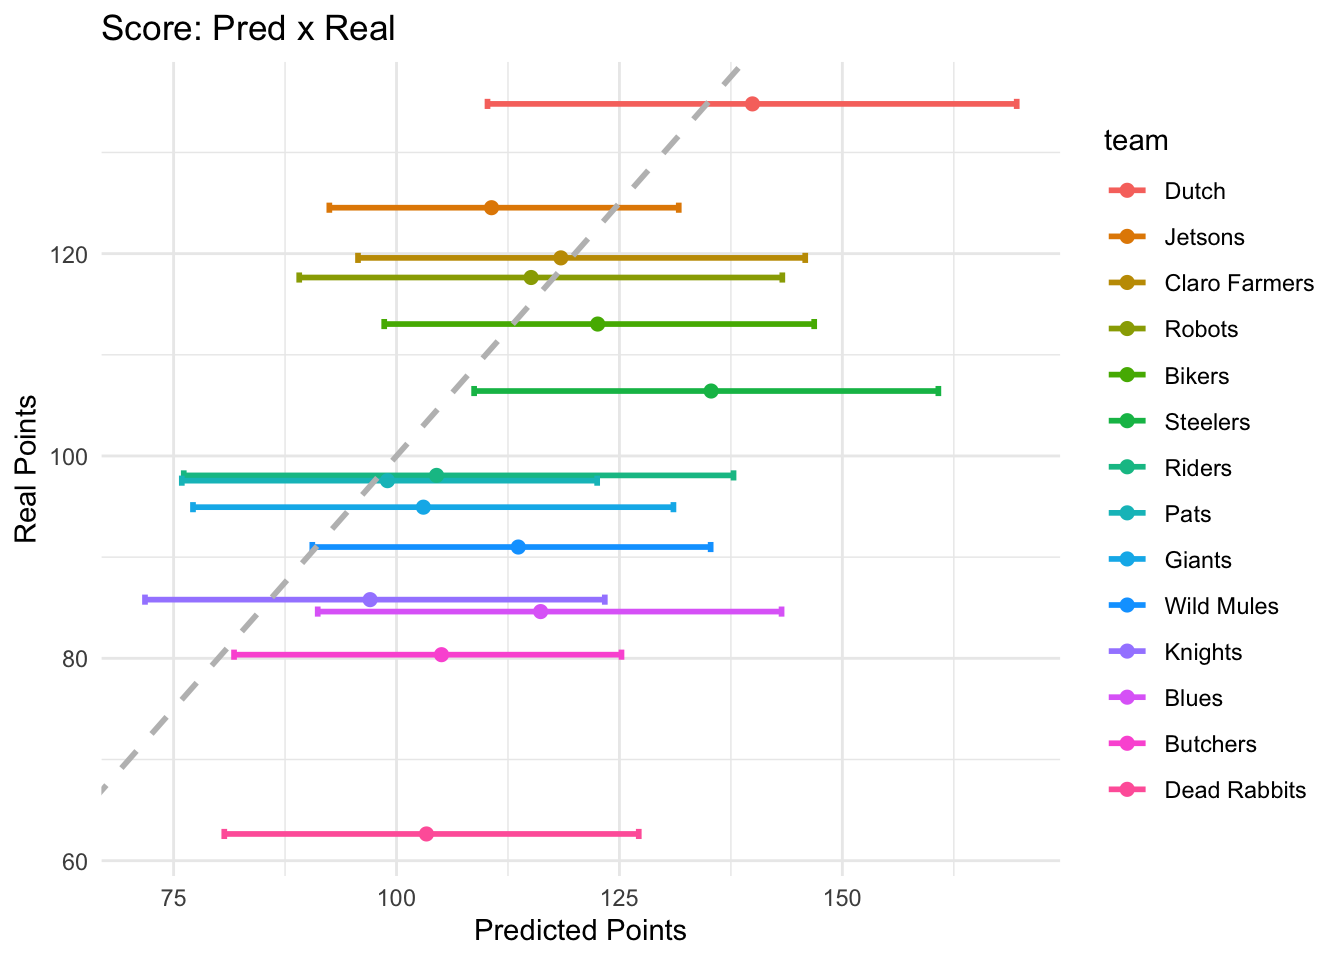 Score: Pred x Real
Real Points
120
100
80
60
75
100
125
150
Predicted Points
team
Dutch
Jetsons
Claro Farmers
Robots
Bikers
Steelers
Riders
Pats
Giants
Wild Mules
Knights
Blues
Butchers
Dead Rabbits